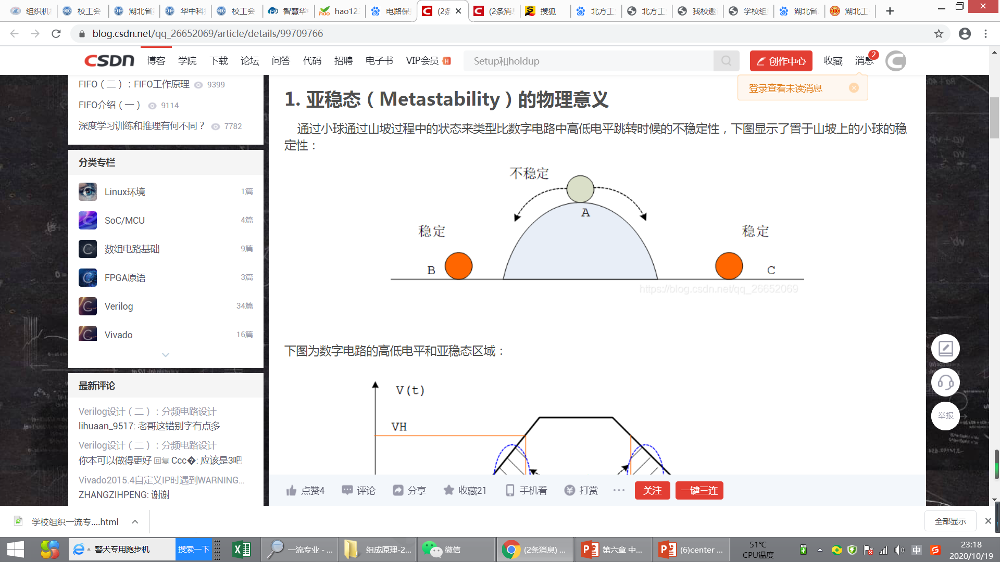 组织机
校工会
湖北省
华中科
校工会
智慧华
hao12
电路保
(2条
(2条消
搜狐
北方工
北方工
我校邀
学校组
湖北省
湖北工
blog.csdn.net/qq_26652069/article/details/99709766
CSDN 博客 学院 下载 论坛 问答 代码 招聘 电子书 VIP会员 Setup和holdup 创作中心 收藏 消息 2
登录查看未读消息
FIFO（二）：FIFO工作原理 9399
FIFO介绍（一） 9114
深度学习训练和推理有何不同？ 7782
分类专栏
Linux环境 1篇
SoC/MCU 4篇
数组电路基础 9篇
FPGA原语 3篇
Verilog 34篇
Vivado 16篇
最新评论
Verilog设计（二）：分频电路设计
lihuaan_9517: 老哥这错别字有点多
Verilog设计（二）：分频电路设计
你本可以做得更好 回复 Ccc�: 应该是3吧
Vivado2015.4自定义IP时遇到WARNING...
ZHANGZIHPENG: 谢谢
1. 亚稳态（Metastability）的物理意义
通过小球通过山坡过程中的状态来类型比数字电路中高低电平跳转时候的不稳定性，下图显示了置于山坡上的小球的稳
定性：
不稳定
A
稳定
稳定
B
C
https://blog.csdn.net/qq_26652069
下图为数字电路的高低电平和亚稳态区域：
V(t)
VH
点赞4 评论 分享 收藏21 手机看 打赏 ··· 关注 一键三连
举报
学校组织一流专....html
全部显示
警犬专用跑步机 搜索一下
一流专业 - ...
组成原理-2...
微信
(2条消息) ...
第六章 中...
(6)center ...
51℃
CPU温度
中
23:18
2020/10/19